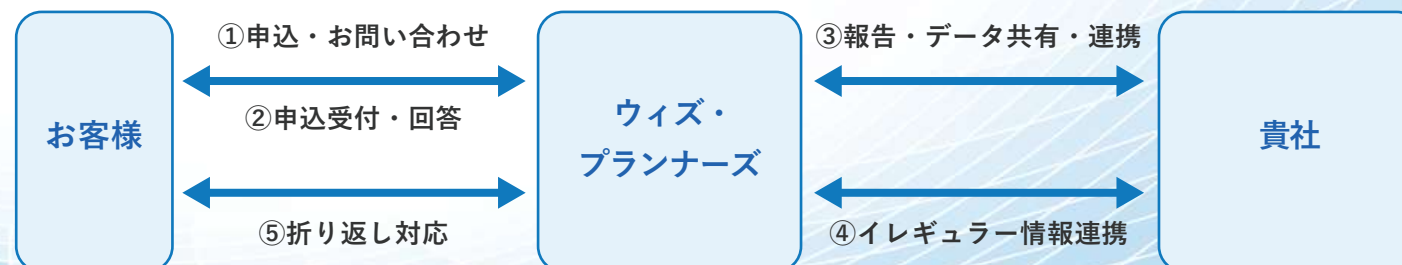 ①申込・お問い合わせ
②申込受付・回答
⑤折り返し対応
お客様
ウィズ・
プランナーズ
③報告・データ共有・連携
④イレギュラー情報連携
貴社